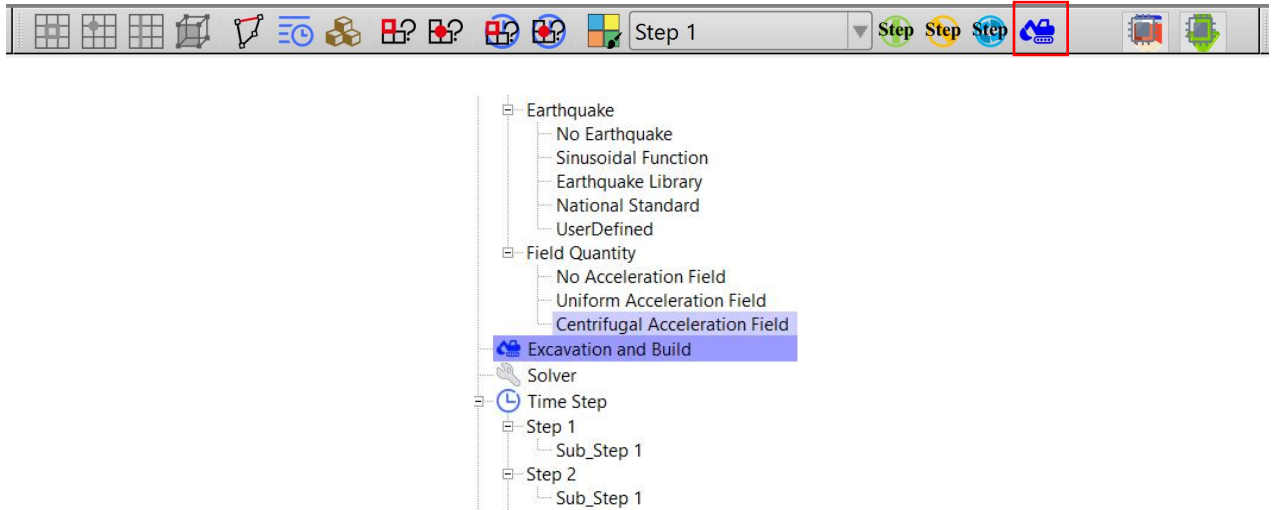 Step 1 Step Step Step
Earthquake
No Earthquake
Sinusoidal Function
Earthquake Library
National Standard
UserDefined
Field Quantity
No Acceleration Field
Uniform Acceleration Field
Centrifugal Acceleration Field
Excavation and Build
Solver
Time Step
Step 1
Sub_Step 1
Step 2
Sub_Step 1